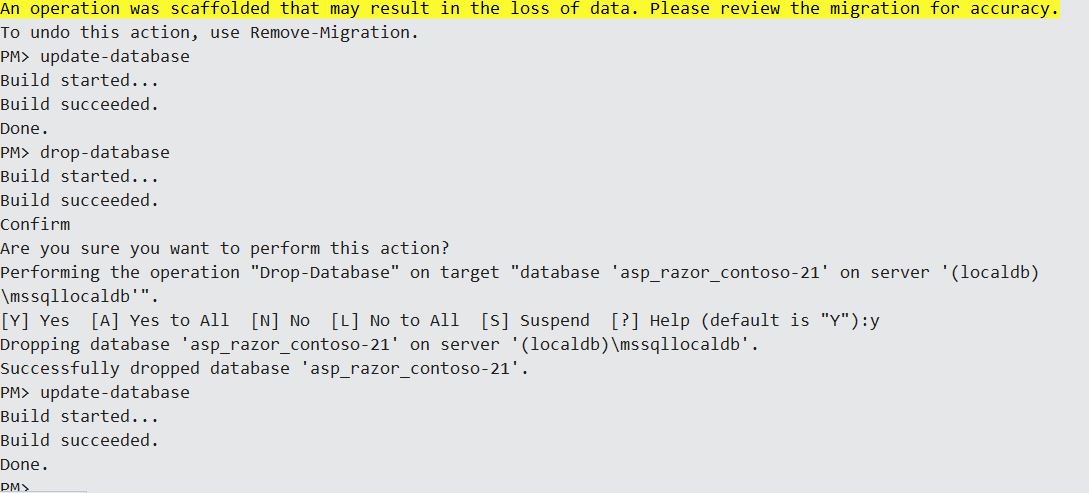 An operation was scaffolded that may result in the loss of data. Please review the migration for accuracy.
To undo this action, use Remove-Migration.
PM> update-database
Build started...
Build succeeded.
Done.
PM> drop-database
Build started...
Build succeeded.
Confirm
Are you sure you want to perform this action?
Performing the operation "Drop-Database" on target "database 'asp_razor_contoso-21' on server '(localdb)
\mssqllocaldb'".
[Y] Yes  [A] Yes to All  [N] No  [L] No to All  [S] Suspend  [?] Help (default is "Y"):y
Dropping database 'asp_razor_contoso-21' on server '(localdb)\mssqllocaldb'.
Successfully dropped database 'asp_razor_contoso-21'.
PM> update-database
Build started...
Build succeeded.
Done.
PM>